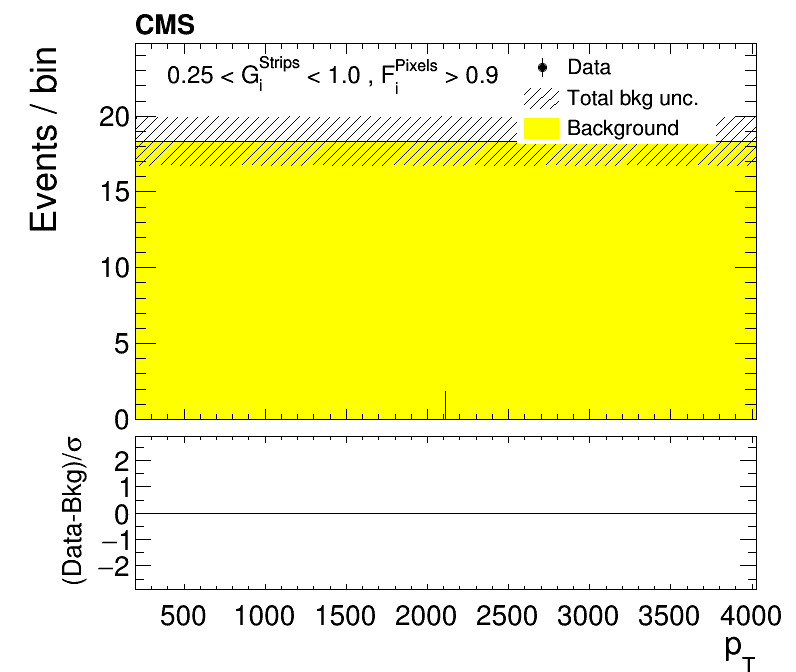 CMS
0.25 < G_i^Strips < 1.0 , F_i^Pixels > 0.9
Data
Total bkg unc.
Background
Events / bin
20
15
10
5
0
(Data-Bkg)/σ
2
1
0
−1
−2
500 1000 1500 2000 2500 3000 3500 4000
p_T